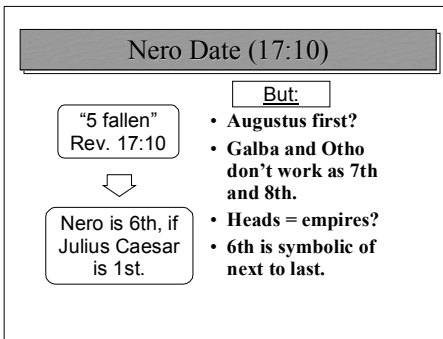 Nero Date (17:10)
“5 fallen”
Rev. 17:10
Nero is 6th, if
Julius Caesar
is 1st.
But:
• Augustus first?
• Galba and Otho
don’t work as 7th
and 8th.
• Heads = empires?
• 6th is symbolic of
next to last.